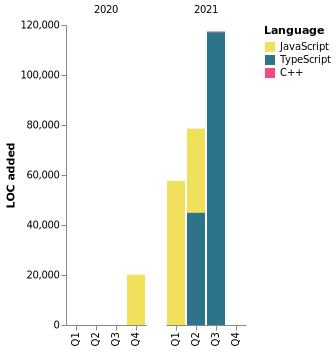 2020 2021
Language
JavaScript
TypeScript
C++
LOC added
120,000
100,000
80,000
60,000
40,000
20,000
0
Q1 Q2 Q3 Q4 Q1 Q2 Q3 Q4